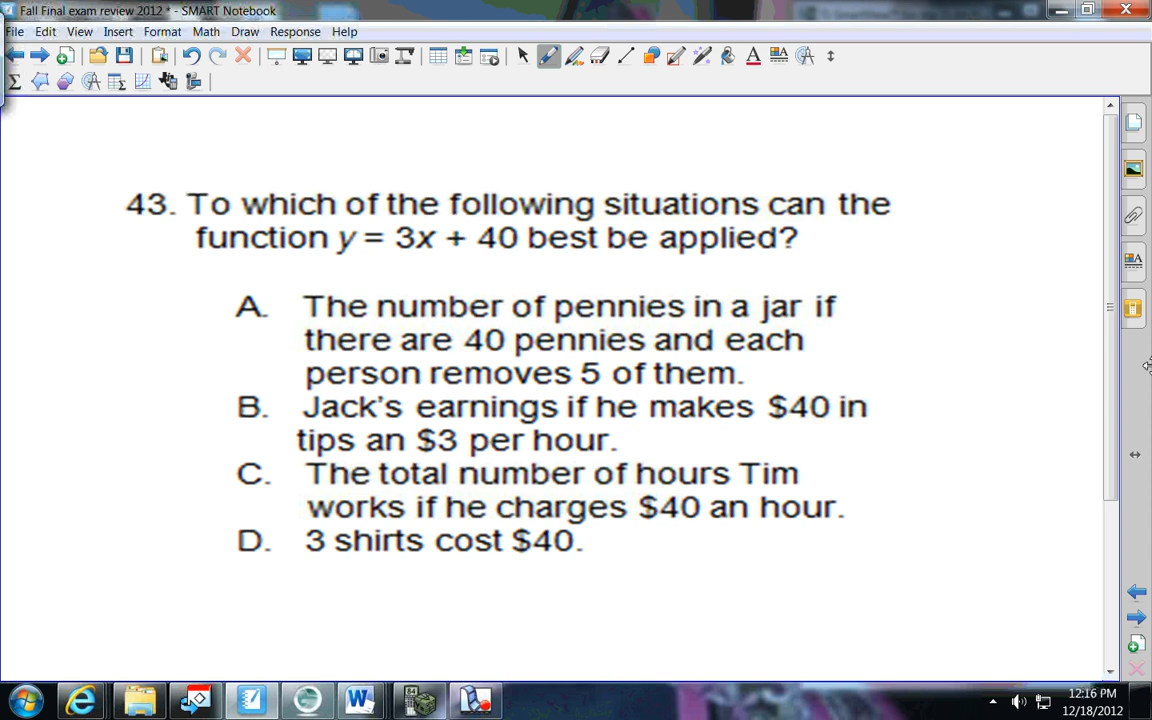 Fall Final exam review 2012 * - SMART Notebook
File Edit View Insert Format Math Draw Response Help
43. To which of the following situations can the
function y = 3x + 40 best be applied?
A. The number of pennies in a jar if
there are 40 pennies and each
person removes 5 of them.
B. Jack's earnings if he makes $40 in
tips an $3 per hour.
C. The total number of hours Tim
works if he charges $40 an hour.
D. 3 shirts cost $40.
12:16 PM
12/18/2012